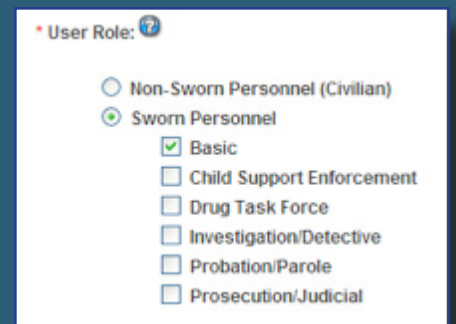 * User Role: ?
Non-Sworn Personnel (Civilian)
Sworn Personnel
Basic
Child Support Enforcement
Drug Task Force
Investigation/Detective
Probation/Parole
Prosecution/Judicial